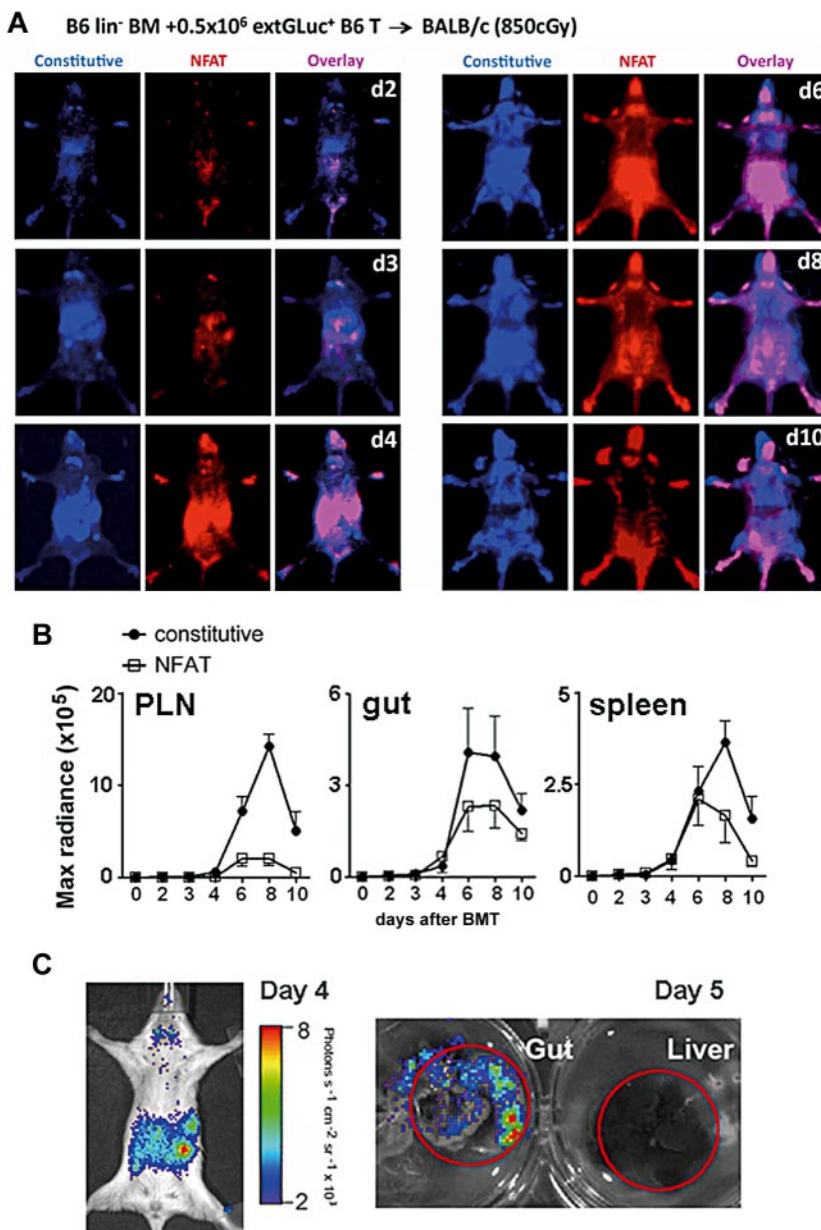 A B6 lin⁻ BM +0.5x10⁶ extGLuc⁺ B6 T → BALB/c (850cGy)
Constitutive NFAT Overlay Constitutive NFAT Overlay
d2 d6
d3 d8
d4 d10
B
constitutive
NFAT
Max radiance (x10⁵)
PLN
20
10
0
0 2 3 4 6 8 10
gut
6
3
0
0 2 3 4 6 8 10
spleen
5
2.5
0
0 2 3 4 6 8 10
days after BMT
C
Day 4
8
Photons s⁻¹ cm⁻² sr⁻¹ x 10³
2
Day 5
Gut Liver